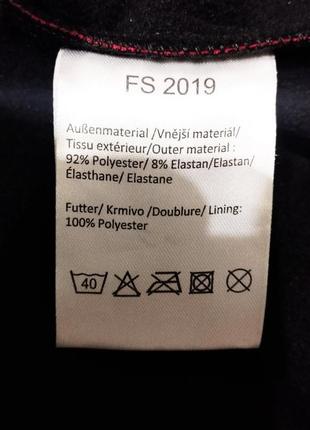 FS 2019
Außenmaterial /Vnější materiál/
Tissu extérieur/Outer material :
92% Polyester/ 8% Elastan/Elastan/
Élasthane/ Elastane
Futter/ Krmivo /Doublure/ Lining:
100% Polyester
40